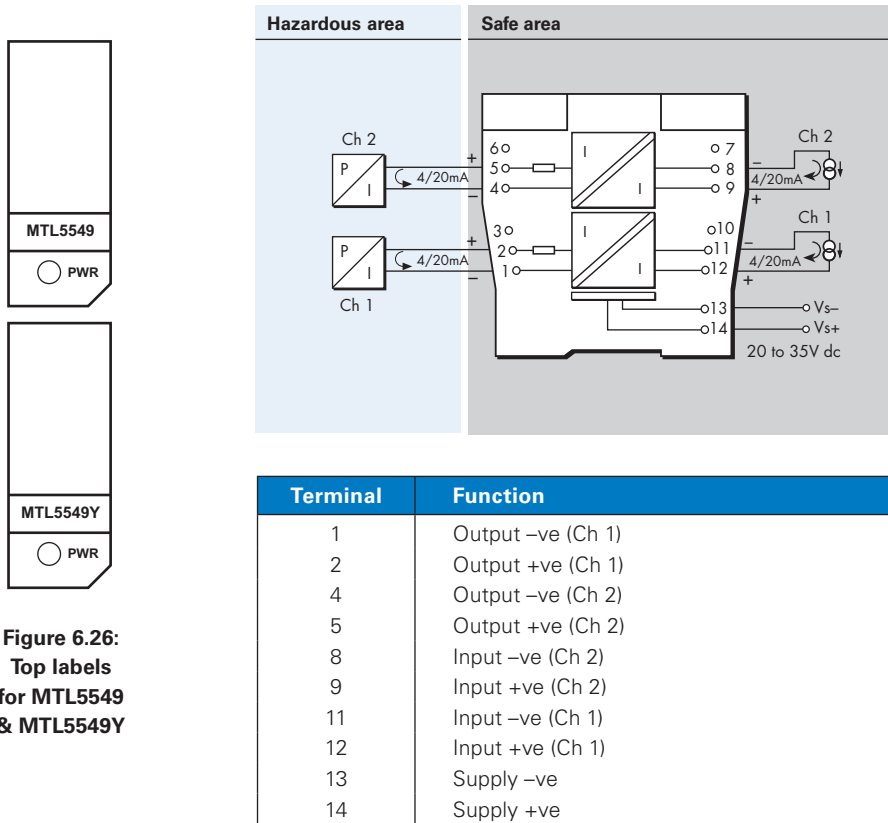 MTL5549
PWR
MTL5549Y
PWR
Figure 6.26:
Top labels
for MTL5549
& MTL5549Y
Hazardous area
Safe area
Ch 2
P
I
4/20mA
+
–
6
5
4
I
I
7
8
9
–
+
4/20mA
Ch 2
P
I
Ch 1
4/20mA
+
–
3
2
1
I
I
10
11
12
–
+
4/20mA
Ch 1
13
Vs–
14
Vs+
20 to 35V dc
Terminal Function
1 Output –ve (Ch 1)
2 Output +ve (Ch 1)
4 Output –ve (Ch 2)
5 Output +ve (Ch 2)
8 Input –ve (Ch 2)
9 Input +ve (Ch 2)
11 Input –ve (Ch 1)
12 Input +ve (Ch 1)
13 Supply –ve
14 Supply +ve